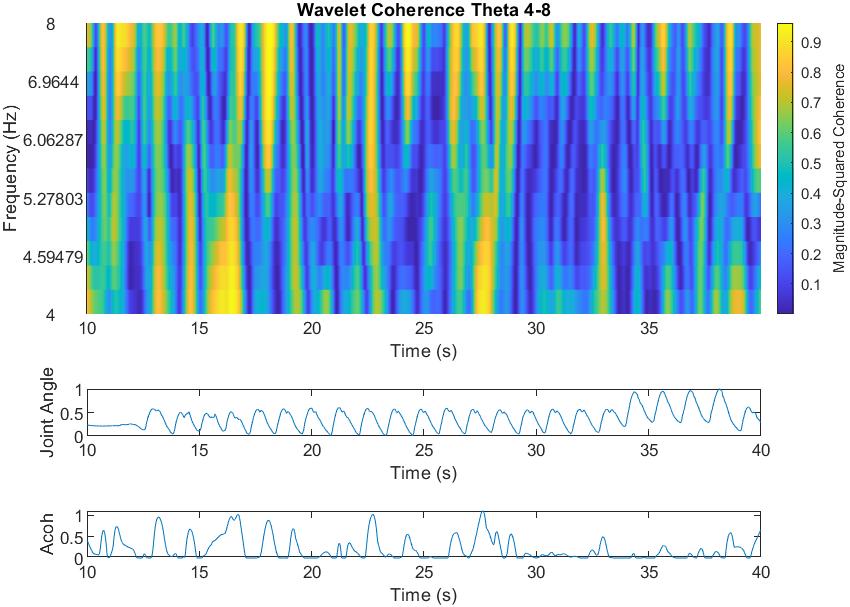 Wavelet Coherence Theta 4-8
8
6.9644
6.06287
5.27803
4.59479
4
Frequency (Hz)
10 15 20 25 30 35 40
Time (s)
0.9
0.8
0.7
0.6
0.5
0.4
0.3
0.2
0.1
Magnitude-Squared Coherence
1
0.5
0
Joint Angle
10 15 20 25 30 35 40
Time (s)
1
0.5
0
Acoh
10 15 20 25 30 35 40
Time (s)